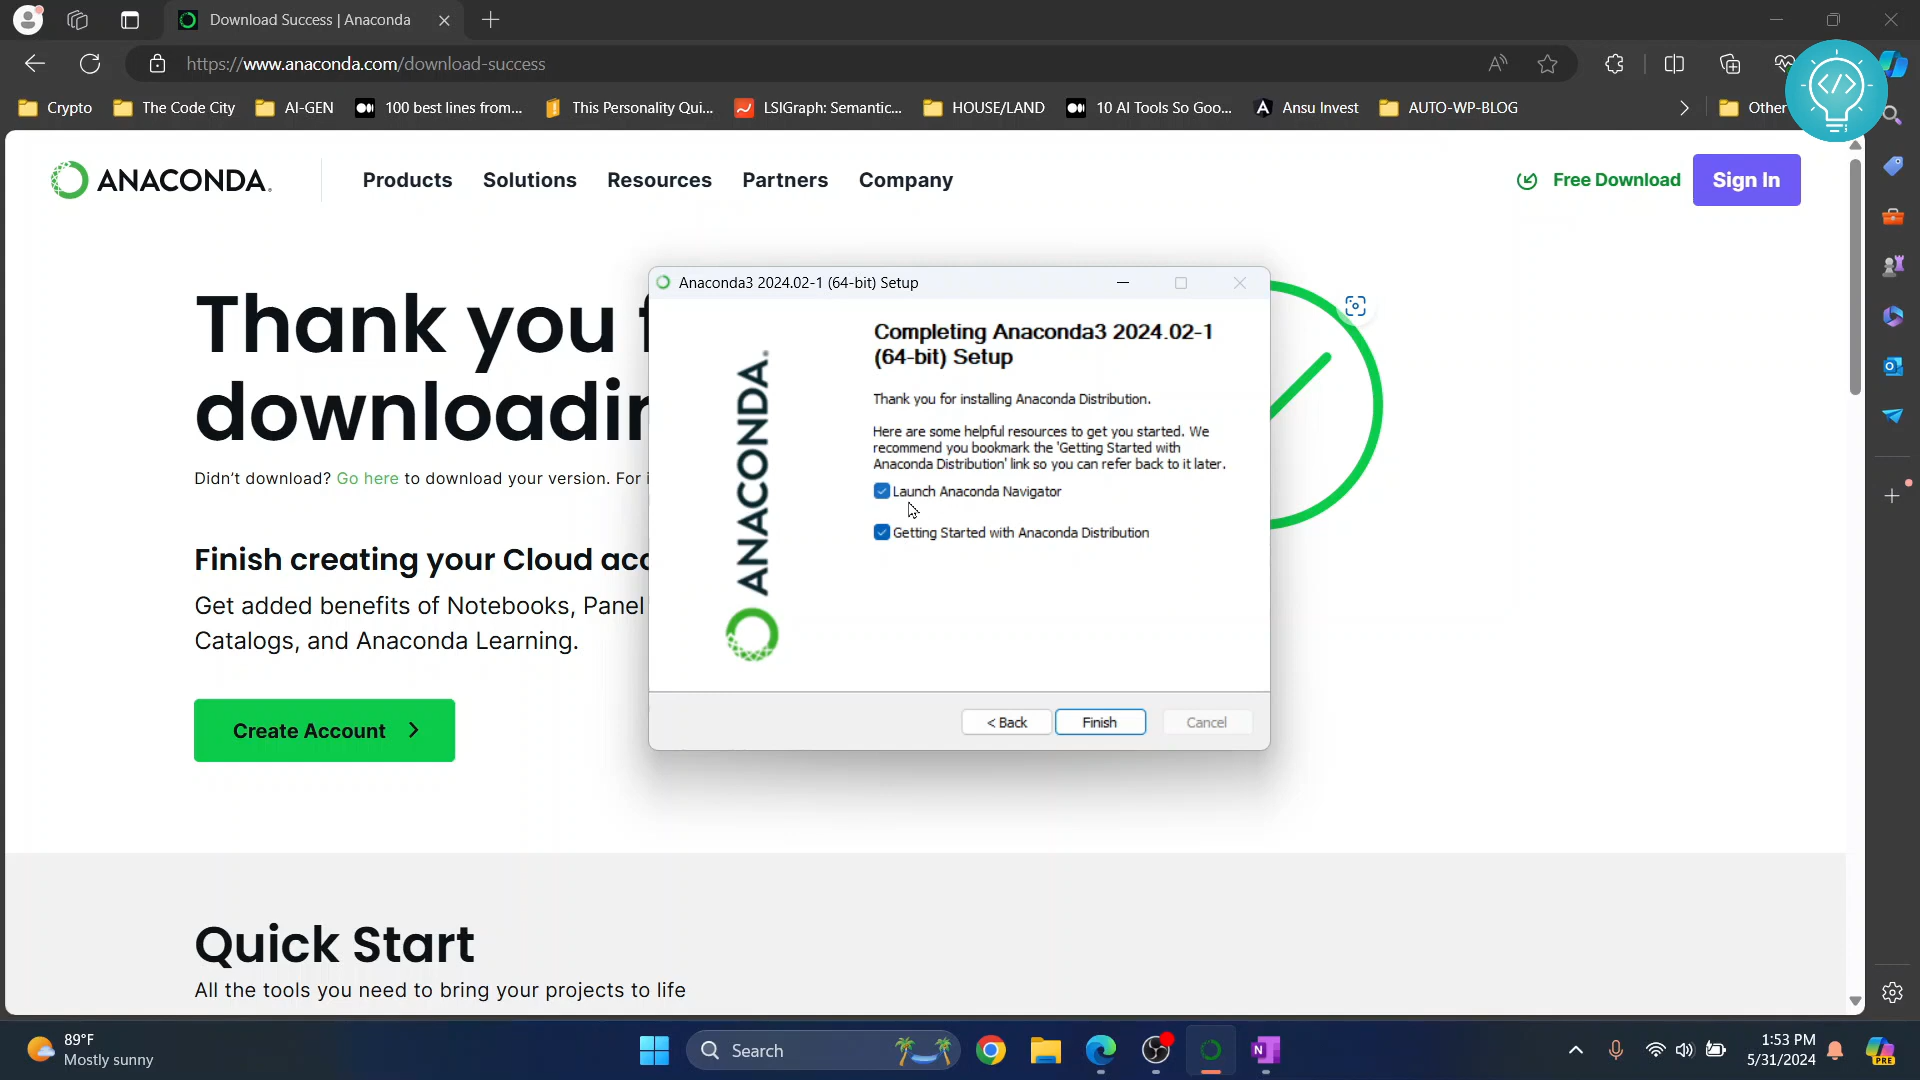 Download Success | Anaconda
https://www.anaconda.com/download-success
Crypto
The Code City
AI-GEN
100 best lines from...
This Personality Qui...
LSIGraph: Semantic...
HOUSE/LAND
10 AI Tools So Goo...
Ansu Invest
AUTO-WP-BLOG
Other
ANACONDA.
Products
Solutions
Resources
Partners
Company
Free Download
Sign In
Thank you f
downloadin
Didn't download? Go here to download your version. For i
Finish creating your Cloud acc
Get added benefits of Notebooks, Panel
Catalogs, and Anaconda Learning.
Create Account
Anaconda3 2024.02-1 (64-bit) Setup
ANACONDA.
Completing Anaconda3 2024.02-1
(64-bit) Setup
Thank you for installing Anaconda Distribution.
Here are some helpful resources to get you started. We
recommend you bookmark the 'Getting Started with
Anaconda Distribution' link so you can refer back to it later.
Launch Anaconda Navigator
Getting Started with Anaconda Distribution
< Back
Finish
Cancel
Quick Start
All the tools you need to bring your projects to life
89°F
Mostly sunny
Search
1:53 PM
5/31/2024
PRE